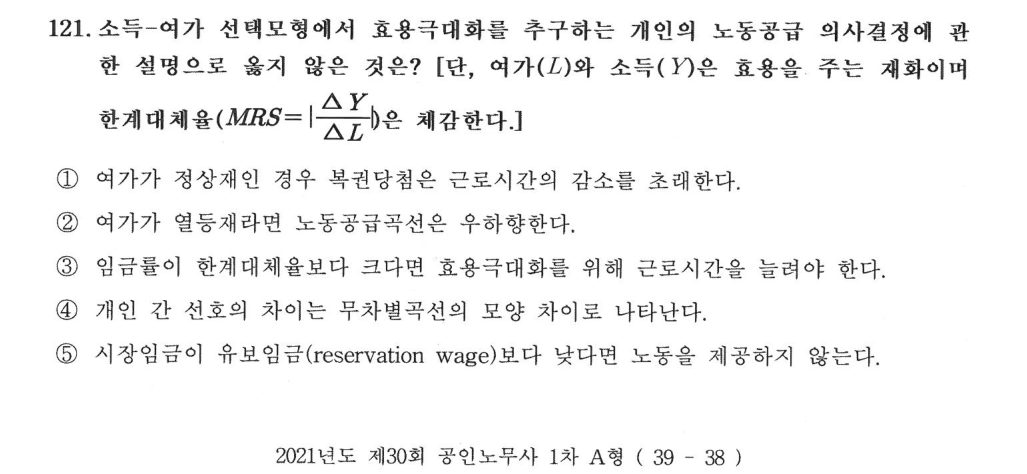 121. 소득-여가 선택모형에서 효용극대화를 추구하는 개인의 노동공급 의사결정에 관
한 설명으로 옳지 않은 것은? [단, 여가(L)와 소득(Y)은 효용을 주는 재화이며
한계대체율(MRS=|△Y/△L|)은 체감한다.]
① 여가가 정상재인 경우 복권당첨은 근로시간의 감소를 초래한다.
② 여가가 열등재라면 노동공급곡선은 우하향한다.
③ 임금률이 한계대체율보다 크다면 효용극대화를 위해 근로시간을 늘려야 한다.
④ 개인 간 선호의 차이는 무차별곡선의 모양 차이로 나타난다.
⑤ 시장임금이 유보임금(reservation wage)보다 낮다면 노동을 제공하지 않는다.
2021년도 제30회 공인노무사 1차 A형 ( 39 - 38 )